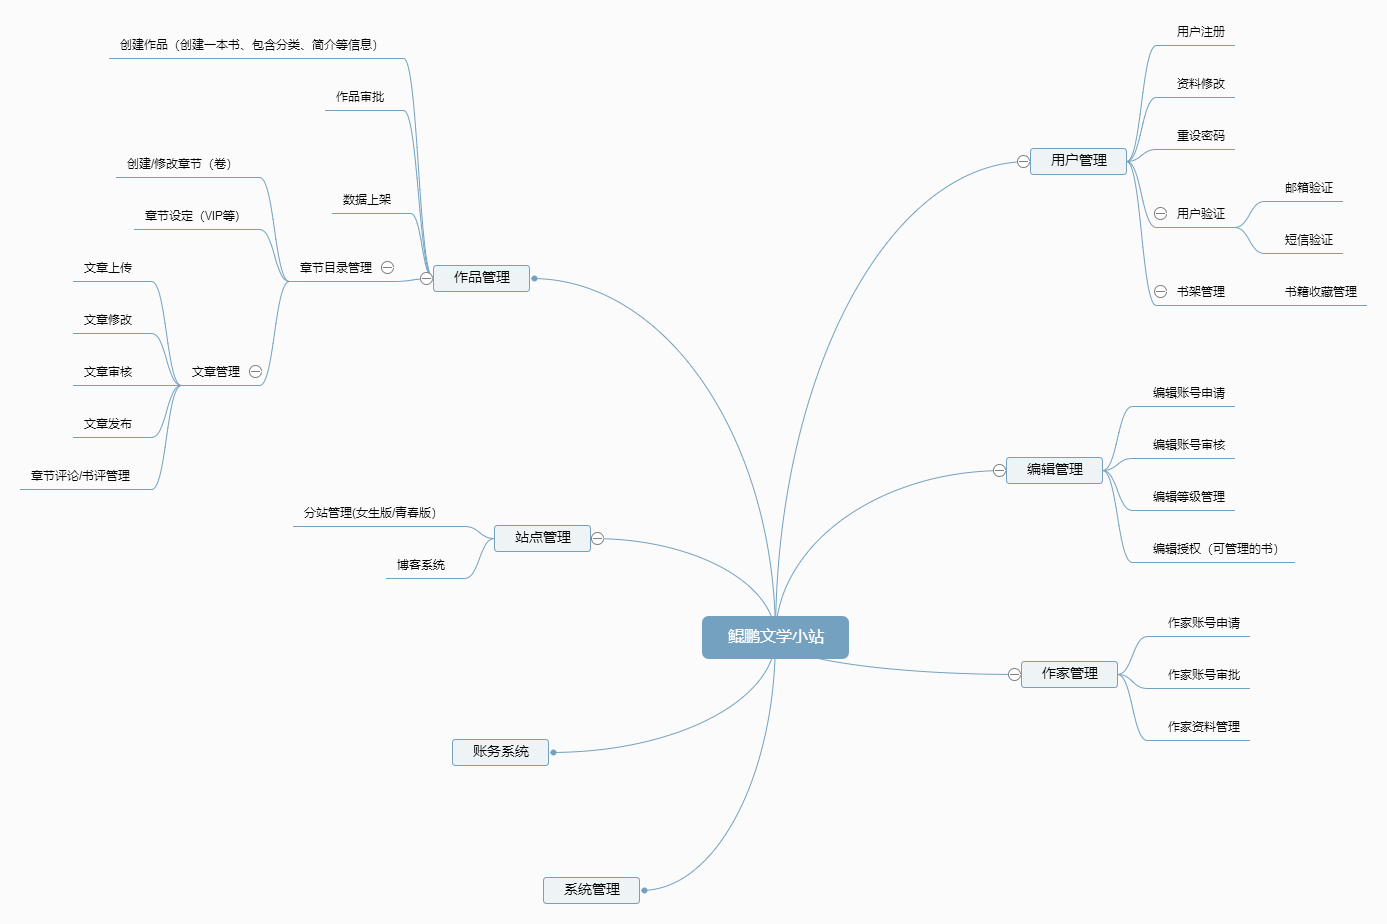 鲲鹏文学小站
用户管理
用户注册
资料修改
重设密码
用户验证
邮箱验证
短信验证
书架管理
书籍收藏管理
编辑管理
编辑账号申请
编辑账号审核
编辑等级管理
编辑授权（可管理的书）
作家管理
作家账号申请
作家账号审批
作家资料管理
作品管理
创建作品（创建一本书、包含分类、简介等信息）
作品审批
数据上架
章节目录管理
创建/修改章节（卷）
章节设定（VIP等）
文章管理
文章上传
文章修改
文章审核
文章发布
章节评论/书评管理
站点管理
分站管理(女生版/青春版)
博客系统
账务系统
系统管理